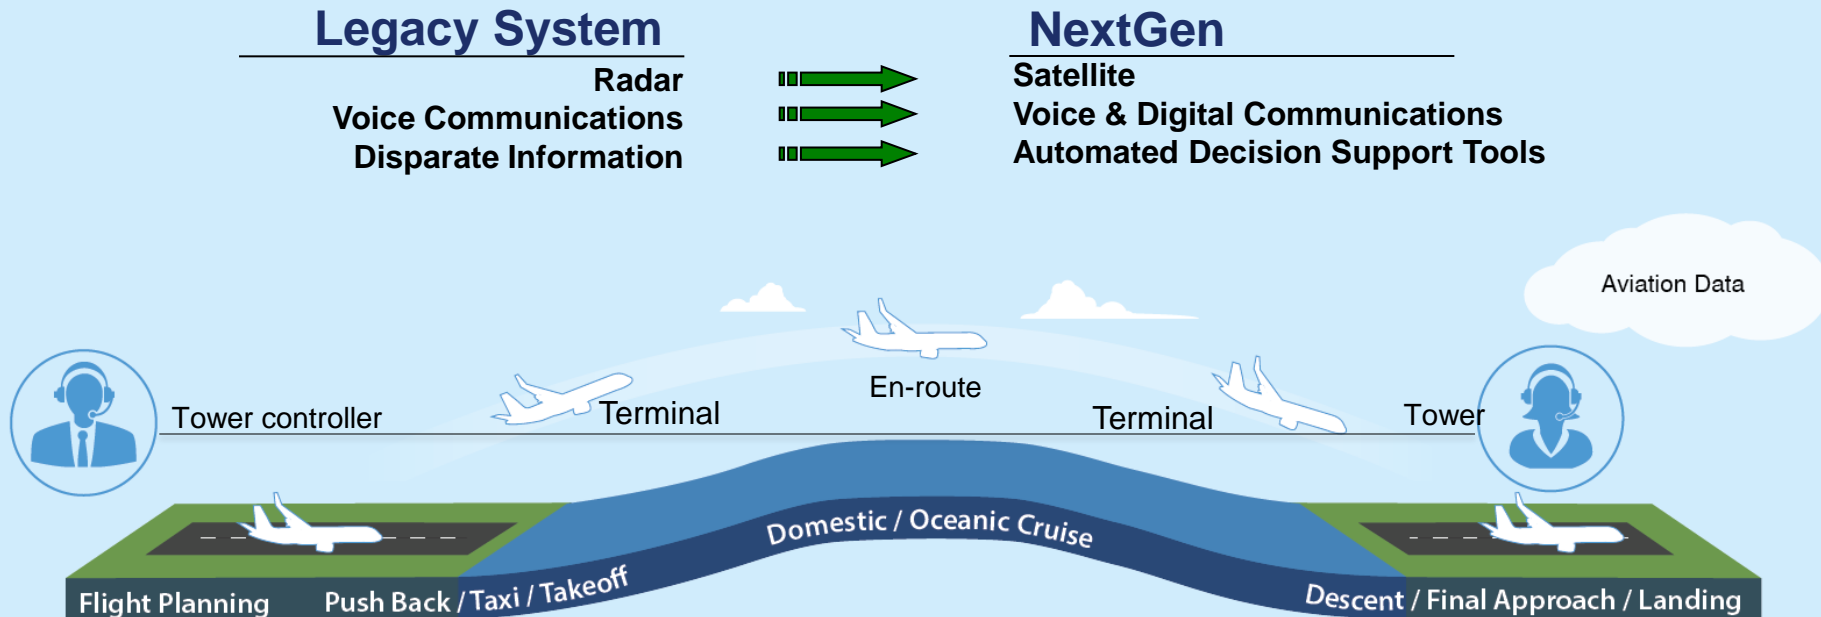 Legacy System
NextGen
Radar
Satellite
Voice Communications
Voice & Digital Communications
Disparate Information
Automated Decision Support Tools
Aviation Data
En-route
Tower controller
Terminal
Terminal
Tower
Domestic / Oceanic Cruise
Flight Planning
Push Back / Taxi / Takeoff
Descent / Final Approach / Landing